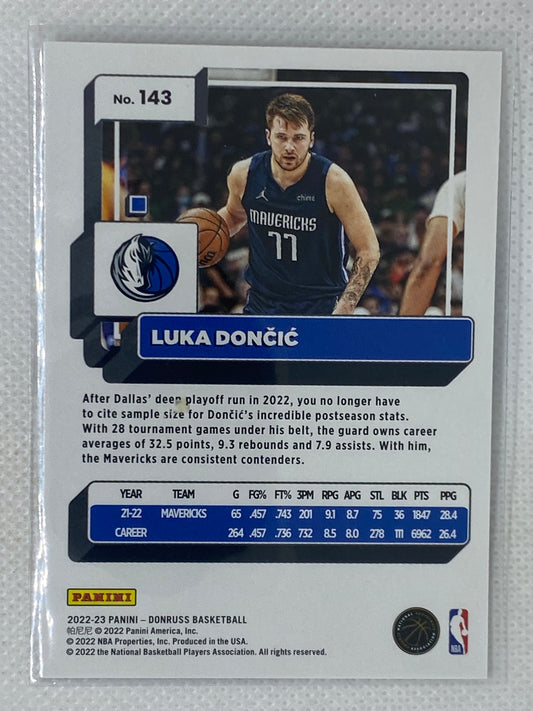 No. 143
chime
MAVERICKS
77
LUKA DONČIĆ
After Dallas' deep playoff run in 2022, you no longer have
to cite sample size for Dončić's incredible postseason stats.
With 28 tournament games under his belt, the guard owns career
averages of 32.5 points, 9.3 rebounds and 7.9 assists. With him,
the Mavericks are consistent contenders.
YEAR TEAM G FG% FT% 3PM RPG APG STL BLK PTS PPG
21-22 MAVERICKS 65 .457 .743 201 9.1 8.7 75 36 1847 28.4
CAREER 264 .457 .736 732 8.5 8.0 278 111 6962 26.4
PANINI
2022-23 PANINI – DONRUSS BASKETBALL
帕尼尼 © 2022 Panini America, Inc.
© 2022 NBA Properties, Inc. Produced in the USA.
© 2022 the National Basketball Players Association. All rights reserved.
NATIONAL
NBA